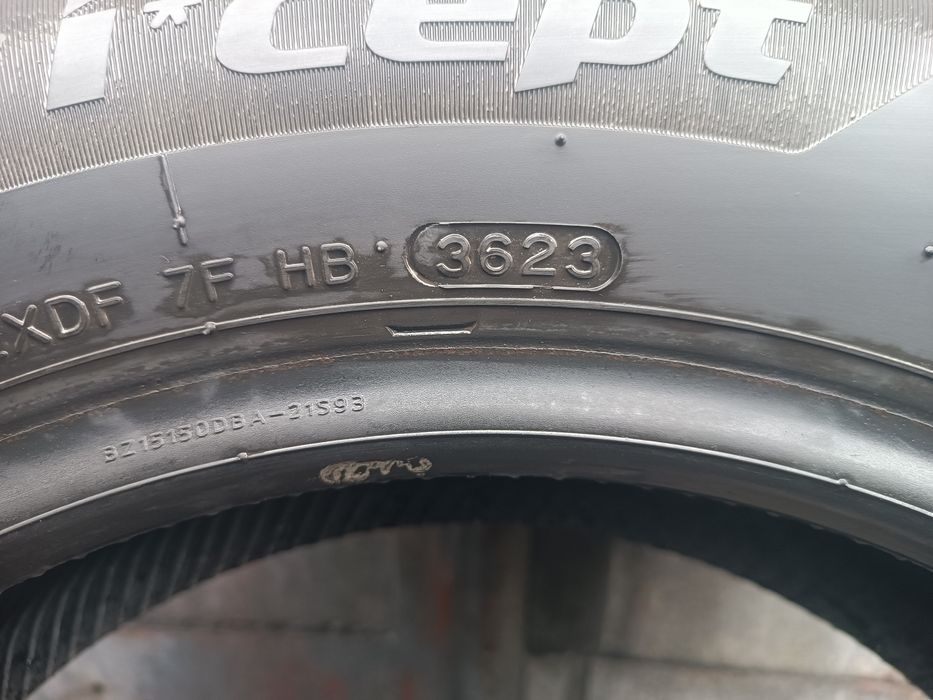 i*cept
XDF 7F HB 3623
BZ15150DBA-21S93